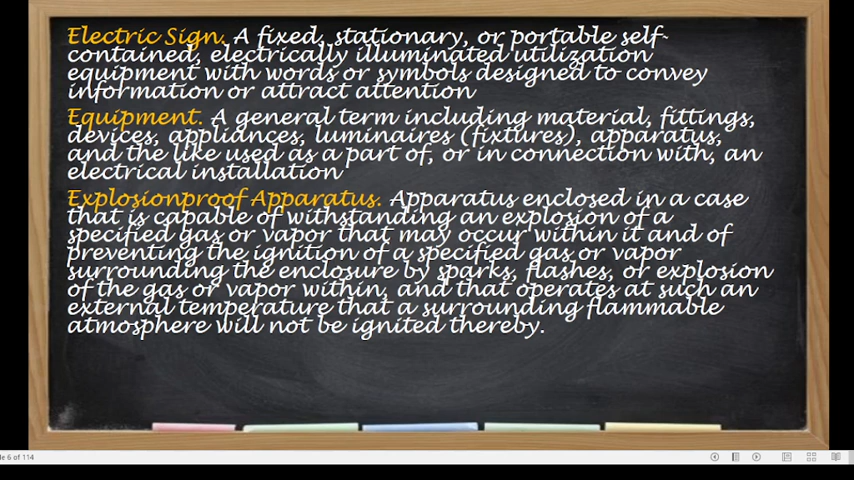 Electric Sign. A fixed, stationary, or portable self-
contained, electrically illuminated utilization
equipment with words or symbols designed to convey
information or attract attention
Equipment. A general term including material, fittings,
devices, appliances, luminaires (fixtures), apparatus,
and the like used as a part of, or in connection with, an
electrical installation
Explosionproof Apparatus. Apparatus enclosed in a case
that is capable of withstanding an explosion of a
specified gas or vapor that may occur within it and of
preventing the ignition of a specified gas or vapor
surrounding the enclosure by sparks, flashes, or explosion
of the gas or vapor within, and that operates at such an
external temperature that a surrounding flammable
atmosphere will not be ignited thereby.
de 6 of 114